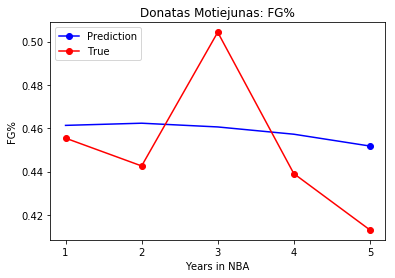 Donatas Motiejunas: FG%
Prediction
True
FG%
0.50
0.48
0.46
0.44
0.42
1 2 3 4 5
Years in NBA